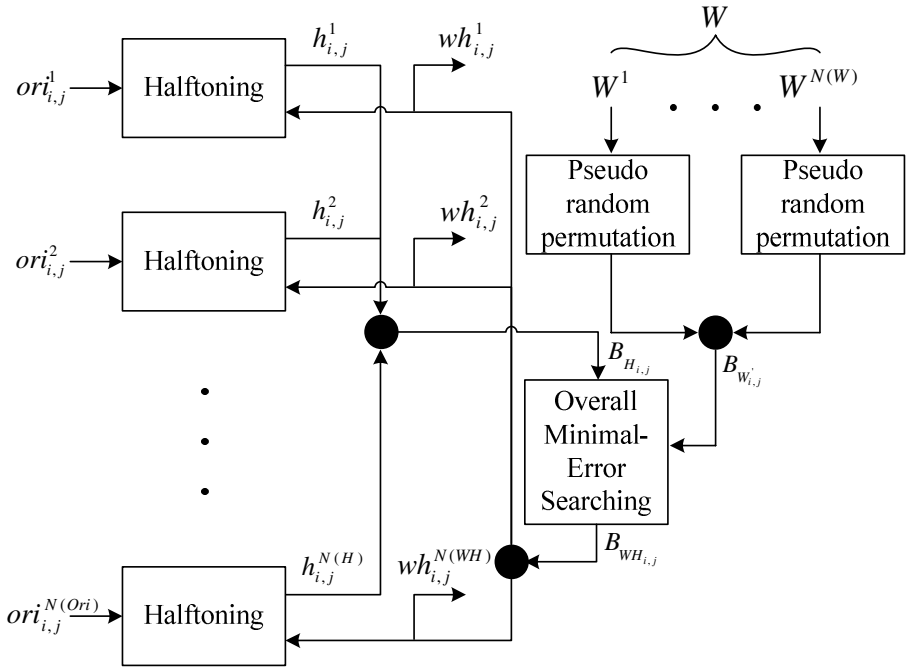 W
h^1_{i,j}
wh^1_{i,j}
ori^1_{i,j}
Halftoning
W^1
W^{N(W)}
Pseudo
random
permutation
Pseudo
random
permutation
h^2_{i,j}
wh^2_{i,j}
ori^2_{i,j}
Halftoning
B_{H_{i,j}}
B_{W^'_{i,j}}
Overall
Minimal-
Error
Searching
B_{WH_{i,j}}
h^{N(H)}_{i,j}
wh^{N(WH)}_{i,j}
ori^{N(Ori)}_{i,j}
Halftoning